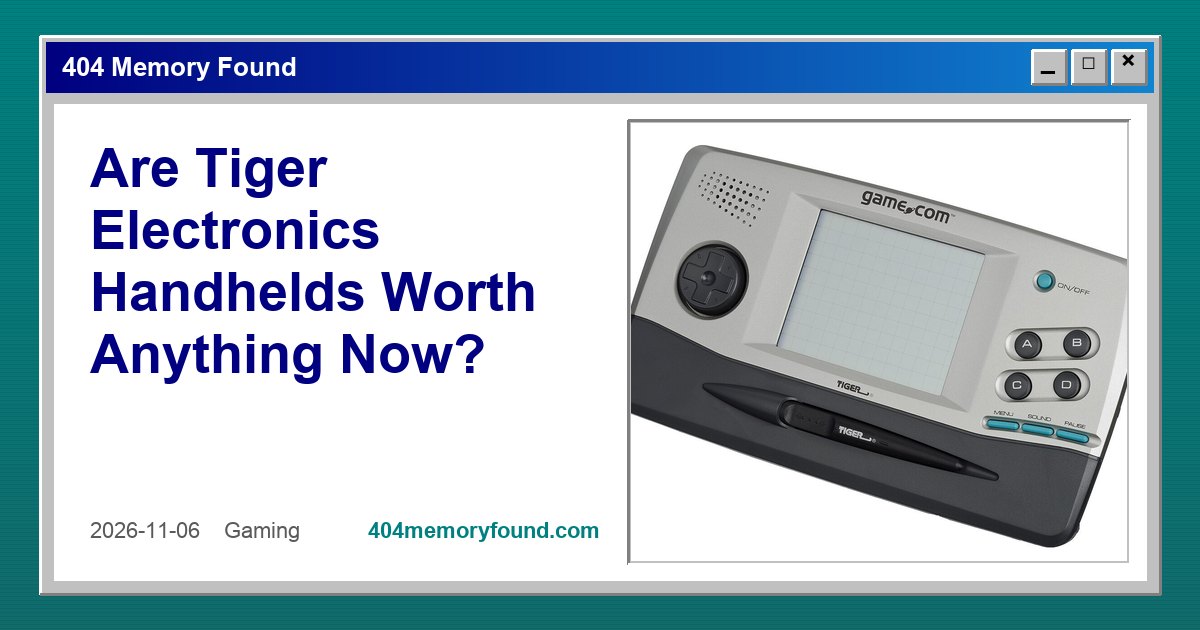 404 Memory Found
Are Tiger
Electronics
Handhelds Worth
Anything Now?
2026-11-06 Gaming 404memoryfound.com
game.com™
ON/OFF
A
B
C
D
MENU
SOUND
PAUSE
TIGER
TIGER